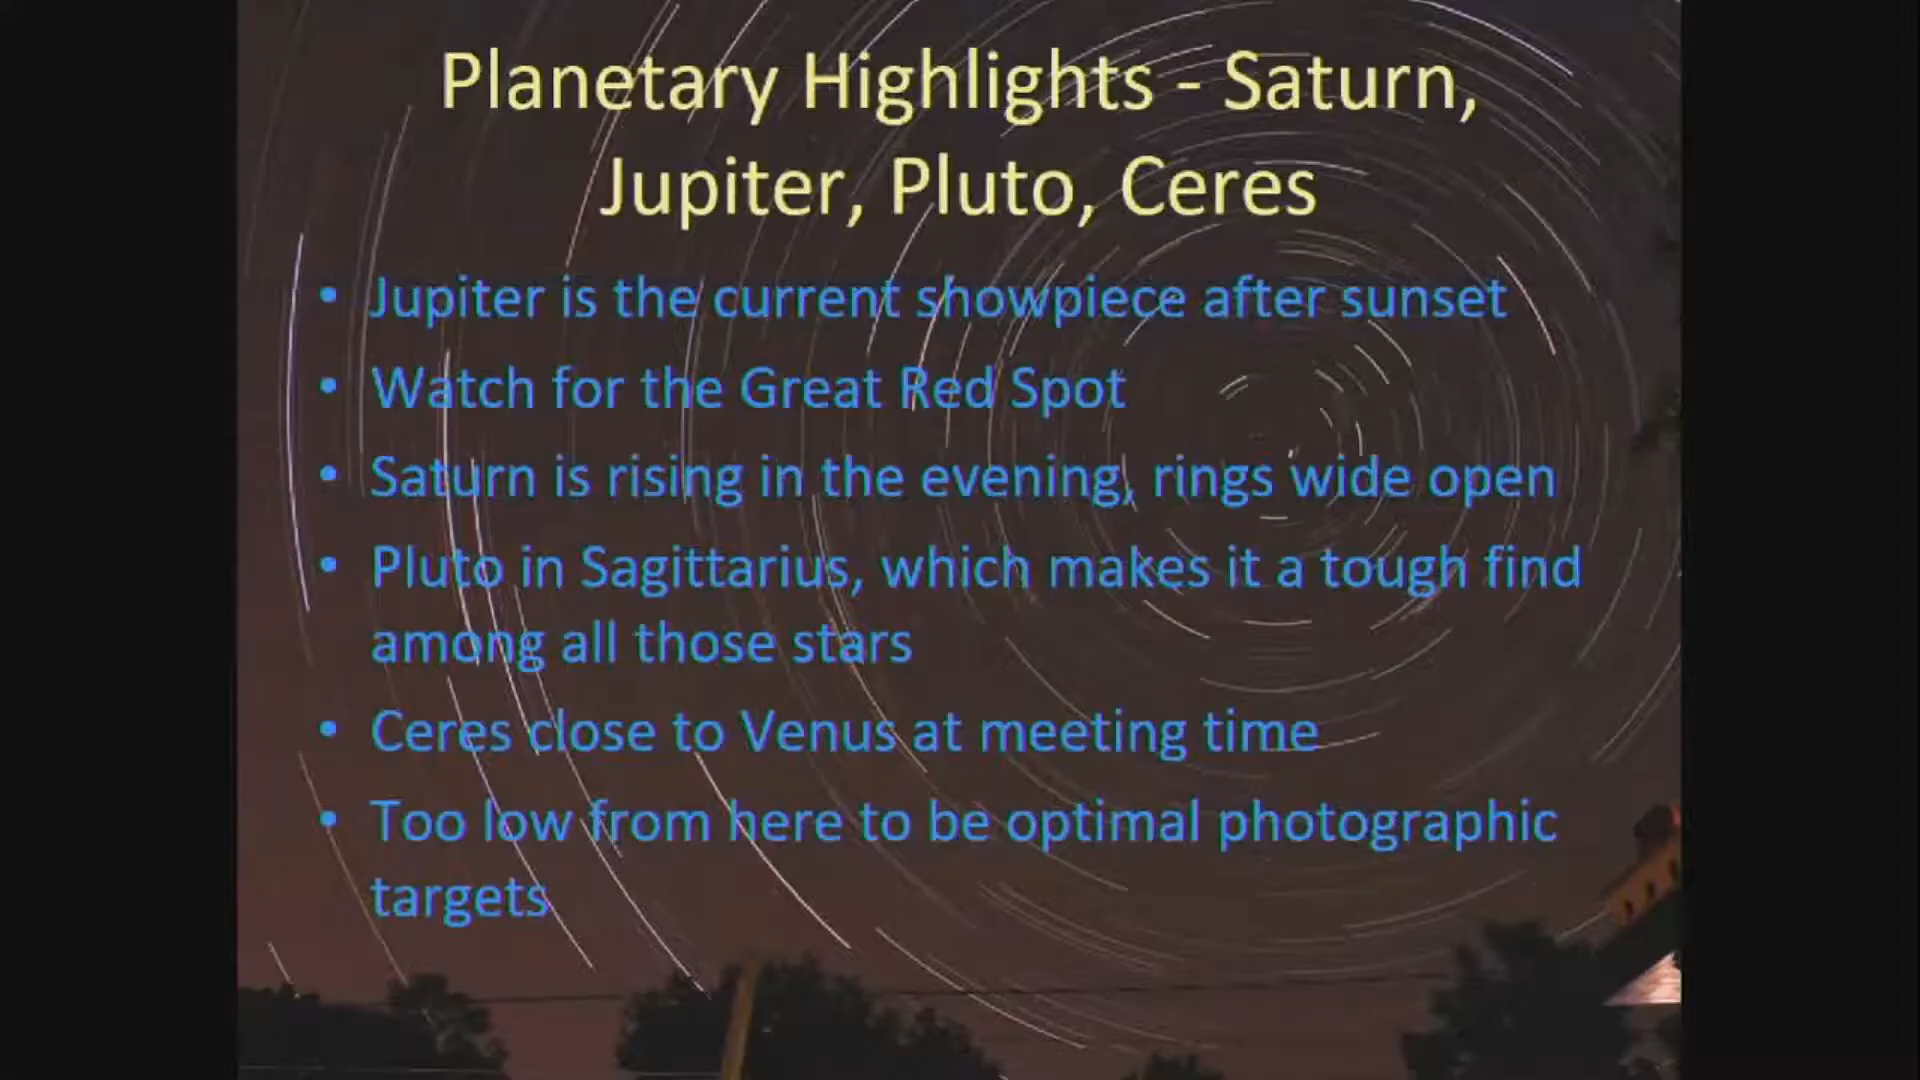 Planetary Highlights - Saturn,
Jupiter, Pluto, Ceres
• Jupiter is the current showpiece after sunset
• Watch for the Great Red Spot
• Saturn is rising in the evening, rings wide open
• Pluto in Sagittarius, which makes it a tough find
among all those stars
• Ceres close to Venus at meeting time
• Too low from here to be optimal photographic
targets